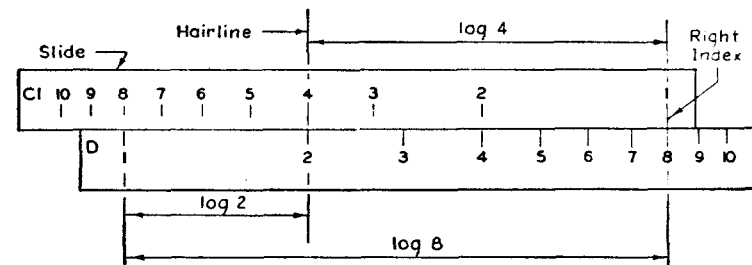 Hairline
log 4
Right
Index
Slide
CI 10 9 8 7 6 5 4 3 2 1
D 1 2 3 4 5 6 7 8 9 10
log 2
log 8